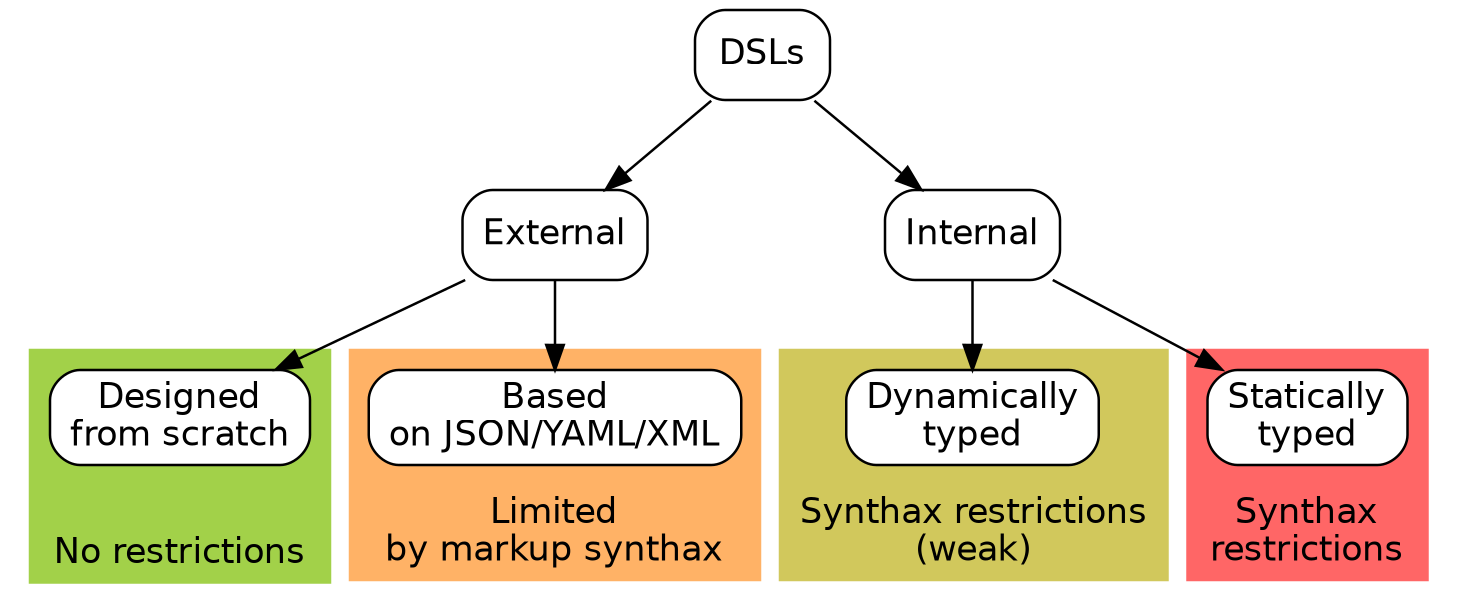 DSLs
External
Internal
Designed
from scratch
Based
on JSON/YAML/XML
Dynamically
typed
Statically
typed
No restrictions
Limited
by markup synthax
Synthax restrictions
(weak)
Synthax
restrictions